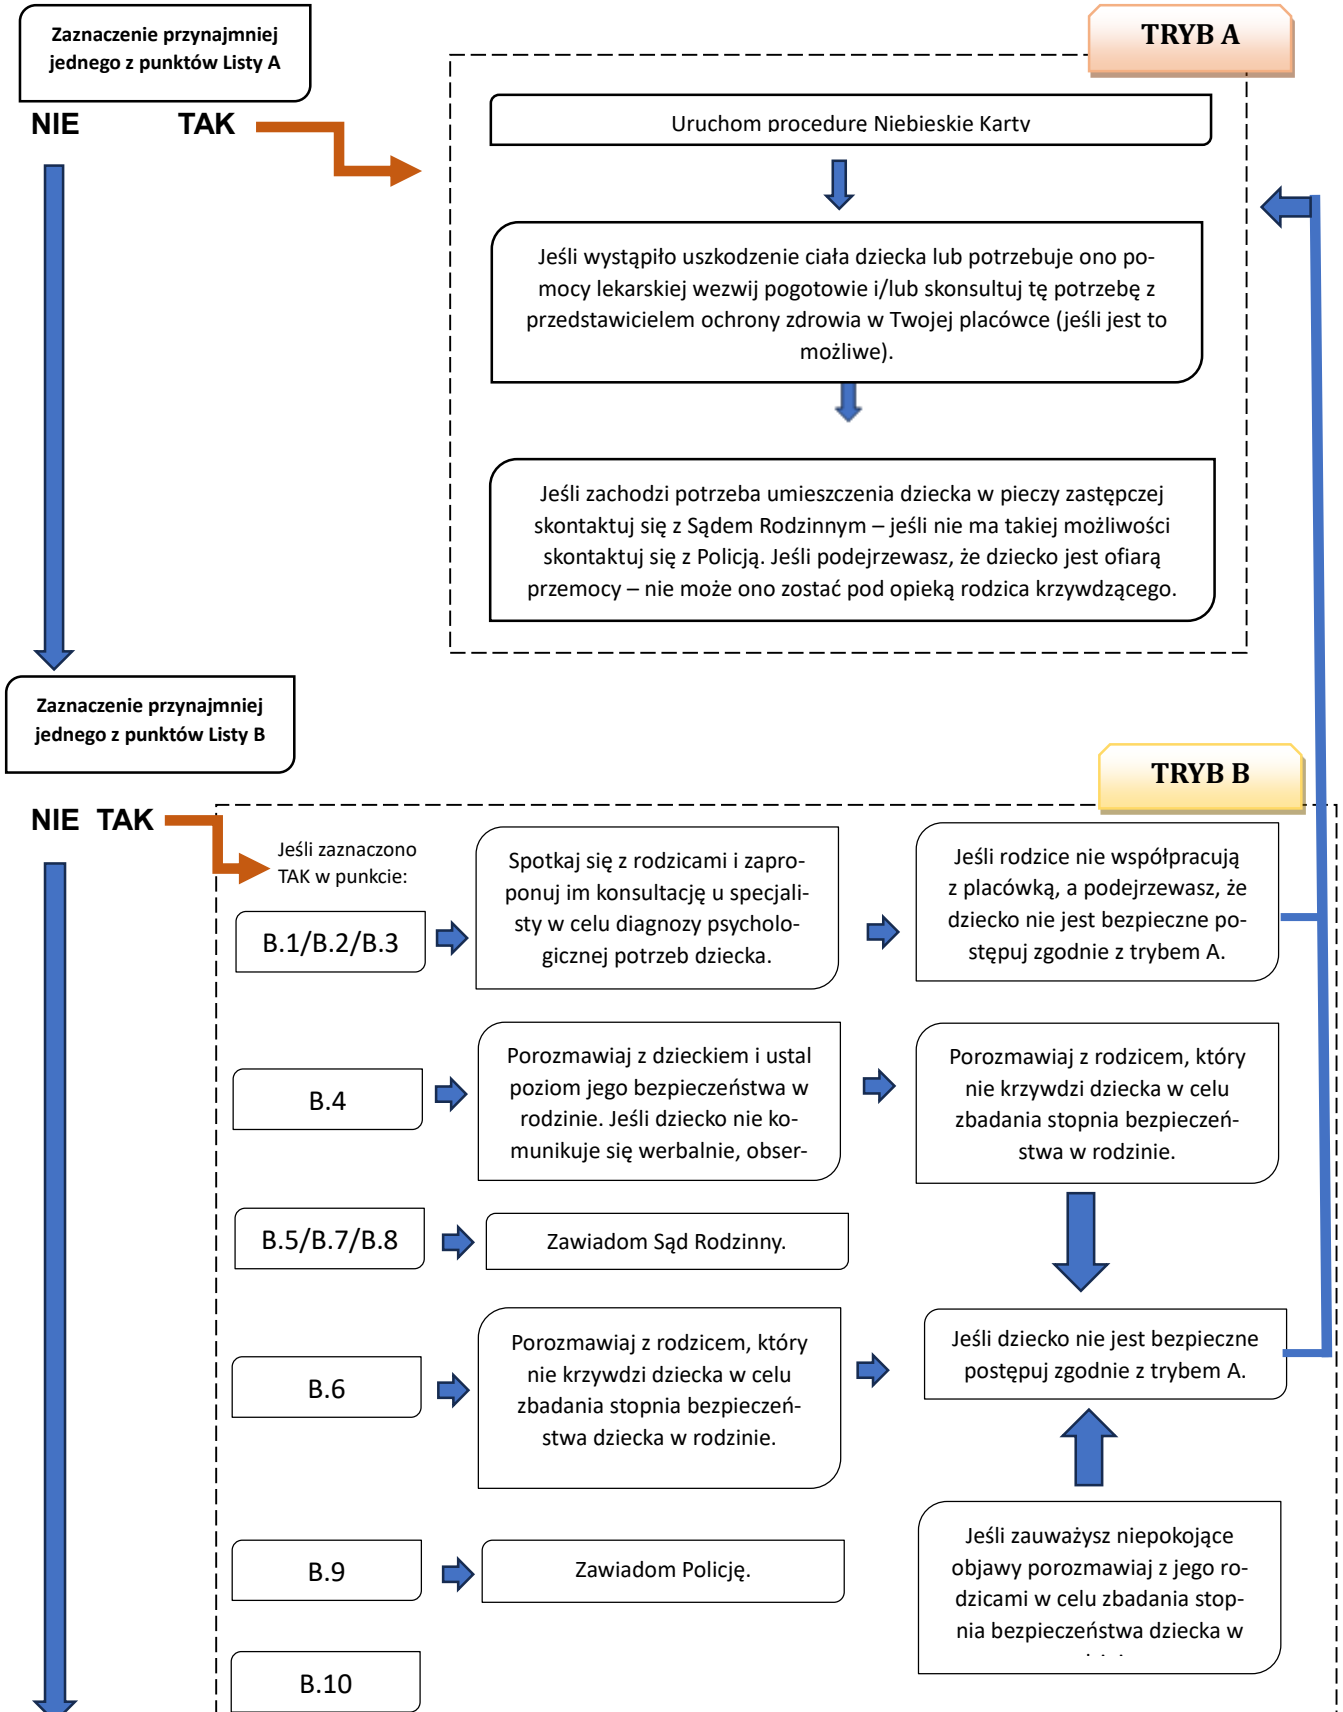 Zaznaczenie przynajmniej
jednego z punktów Listy A
NIE TAK
TRYB A
Uruchom procedurę Niebieskie Karty
Jeśli wystąpiło uszkodzenie ciała dziecka lub potrzebuje ono po-
mocy lekarskiej wezwij pogotowie i/lub skonsultuj tę potrzebę z
przedstawicielem ochrony zdrowia w Twojej placówce (jeśli jest to
możliwe).
Jeśli zachodzi potrzeba umieszczenia dziecka w pieczy zastępczej
skontaktuj się z Sądem Rodzinnym – jeśli nie ma takiej możliwości
skontaktuj się z Policją. Jeśli podejrzewasz, że dziecko jest ofiarą
przemocy – nie może ono zostać pod opieką rodzica krzywdzącego.
Zaznaczenie przynajmniej
jednego z punktów Listy B
NIE TAK
TRYB B
Jeśli zaznaczono
TAK w punkcie:
B.1/B.2/B.3
Spotkaj się z rodzicami i zapro-
ponuj im konsultację u specjali-
sty w celu diagnozy psycholo-
gicznej potrzeb dziecka.
Jeśli rodzice nie współpracują
z placówką, a podejrzewasz, że
dziecko nie jest bezpieczne po-
stępuj zgodnie z trybem A.
B.4
Porozmawiaj z dzieckiem i ustal
poziom jego bezpieczeństwa w
rodzinie. Jeśli dziecko nie ko-
munikuje się werbalnie, obser-
Porozmawiaj z rodzicem, który
nie krzywdzi dziecka w celu
zbadania stopnia bezpieczeń-
stwa w rodzinie.
B.5/B.7/B.8
Zawiadom Sąd Rodzinny.
B.6
Porozmawiaj z rodzicem, który
nie krzywdzi dziecka w celu
zbadania stopnia bezpieczeń-
stwa dziecka w rodzinie.
Jeśli dziecko nie jest bezpieczne
postępuj zgodnie z trybem A.
B.9
Zawiadom Policję.
Jeśli zauważysz niepokojące
objawy porozmawiaj z jego ro-
dzicami w celu zbadania stop-
nia bezpieczeństwa dziecka w
B.10